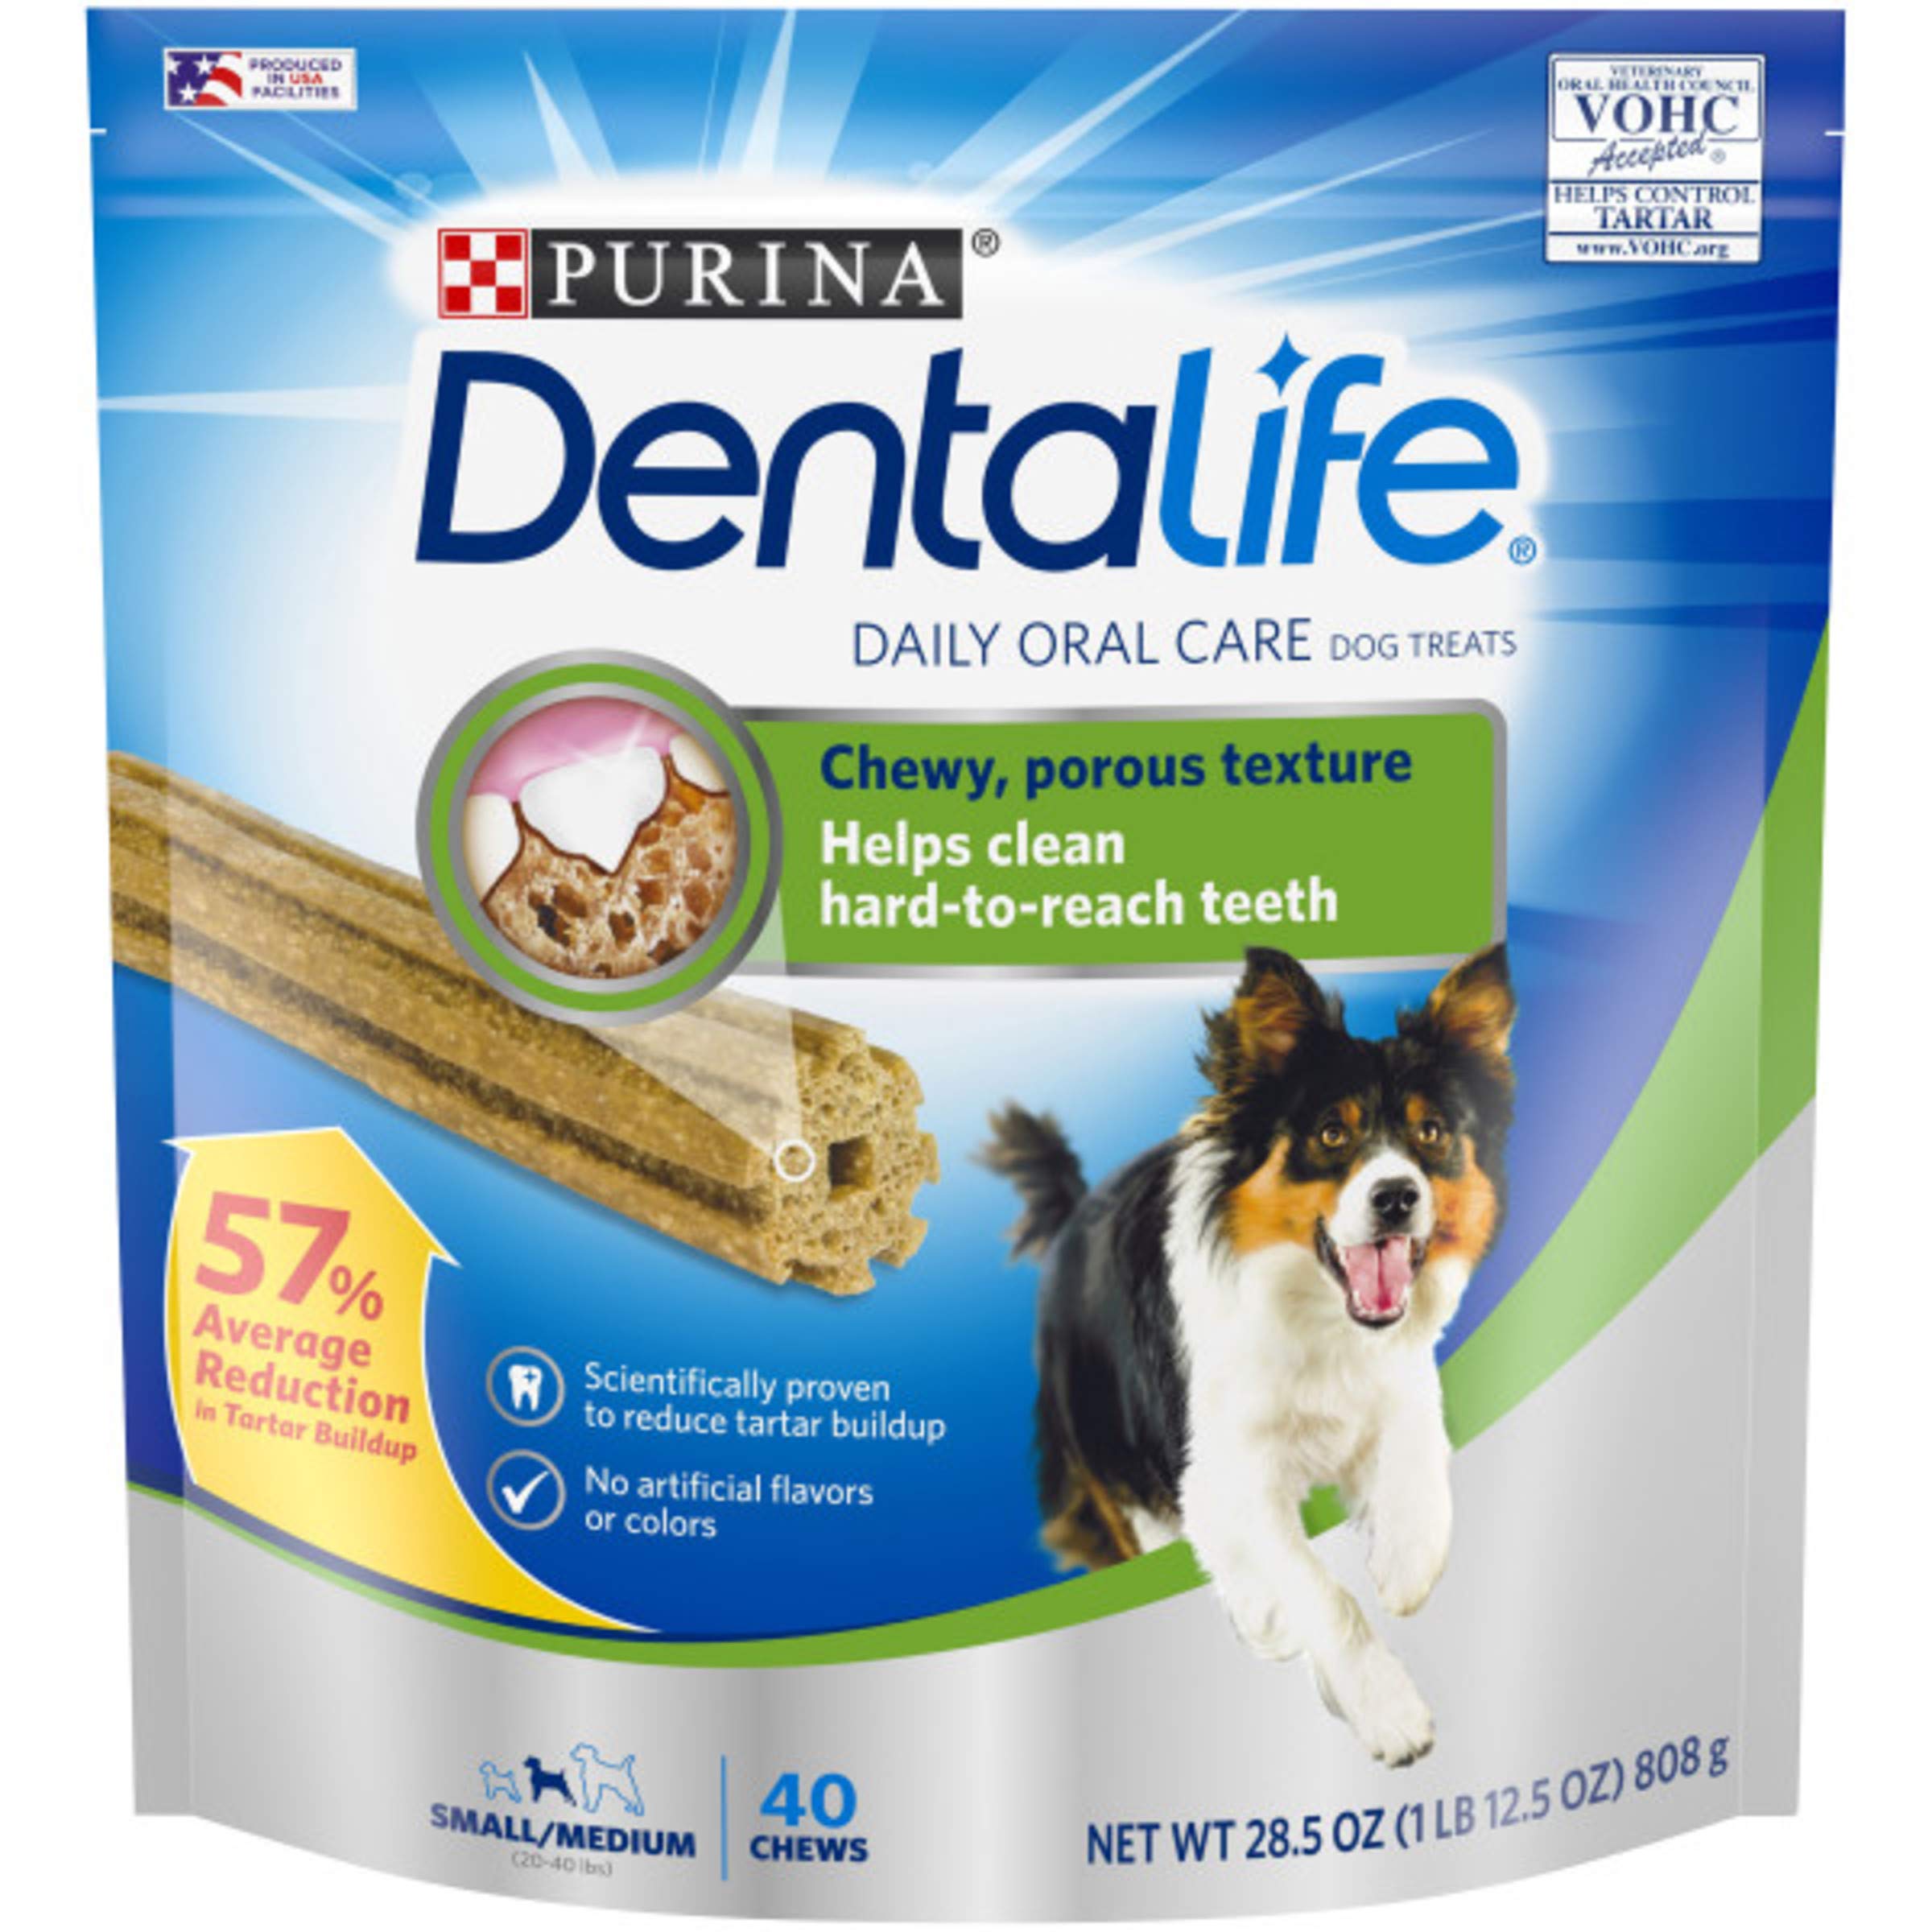 PRODUCED
IN USA
FACILITIES
VETERINARY
ORAL HEALTH COUNCIL
VOHC
Accepted ®
HELPS CONTROL
TARTAR
www.VOHC.org
PURINA®
DentaLife®
DAILY ORAL CARE DOG TREATS
Chewy, porous texture
Helps clean
hard-to-reach teeth
57%
Average
Reduction
in Tartar Buildup
Scientifically proven
to reduce tartar buildup
No artificial flavors
or colors
SMALL/MEDIUM
(20-40 lbs)
40
CHEWS
NET WT 28.5 OZ (1 LB 12.5 OZ) 808 g